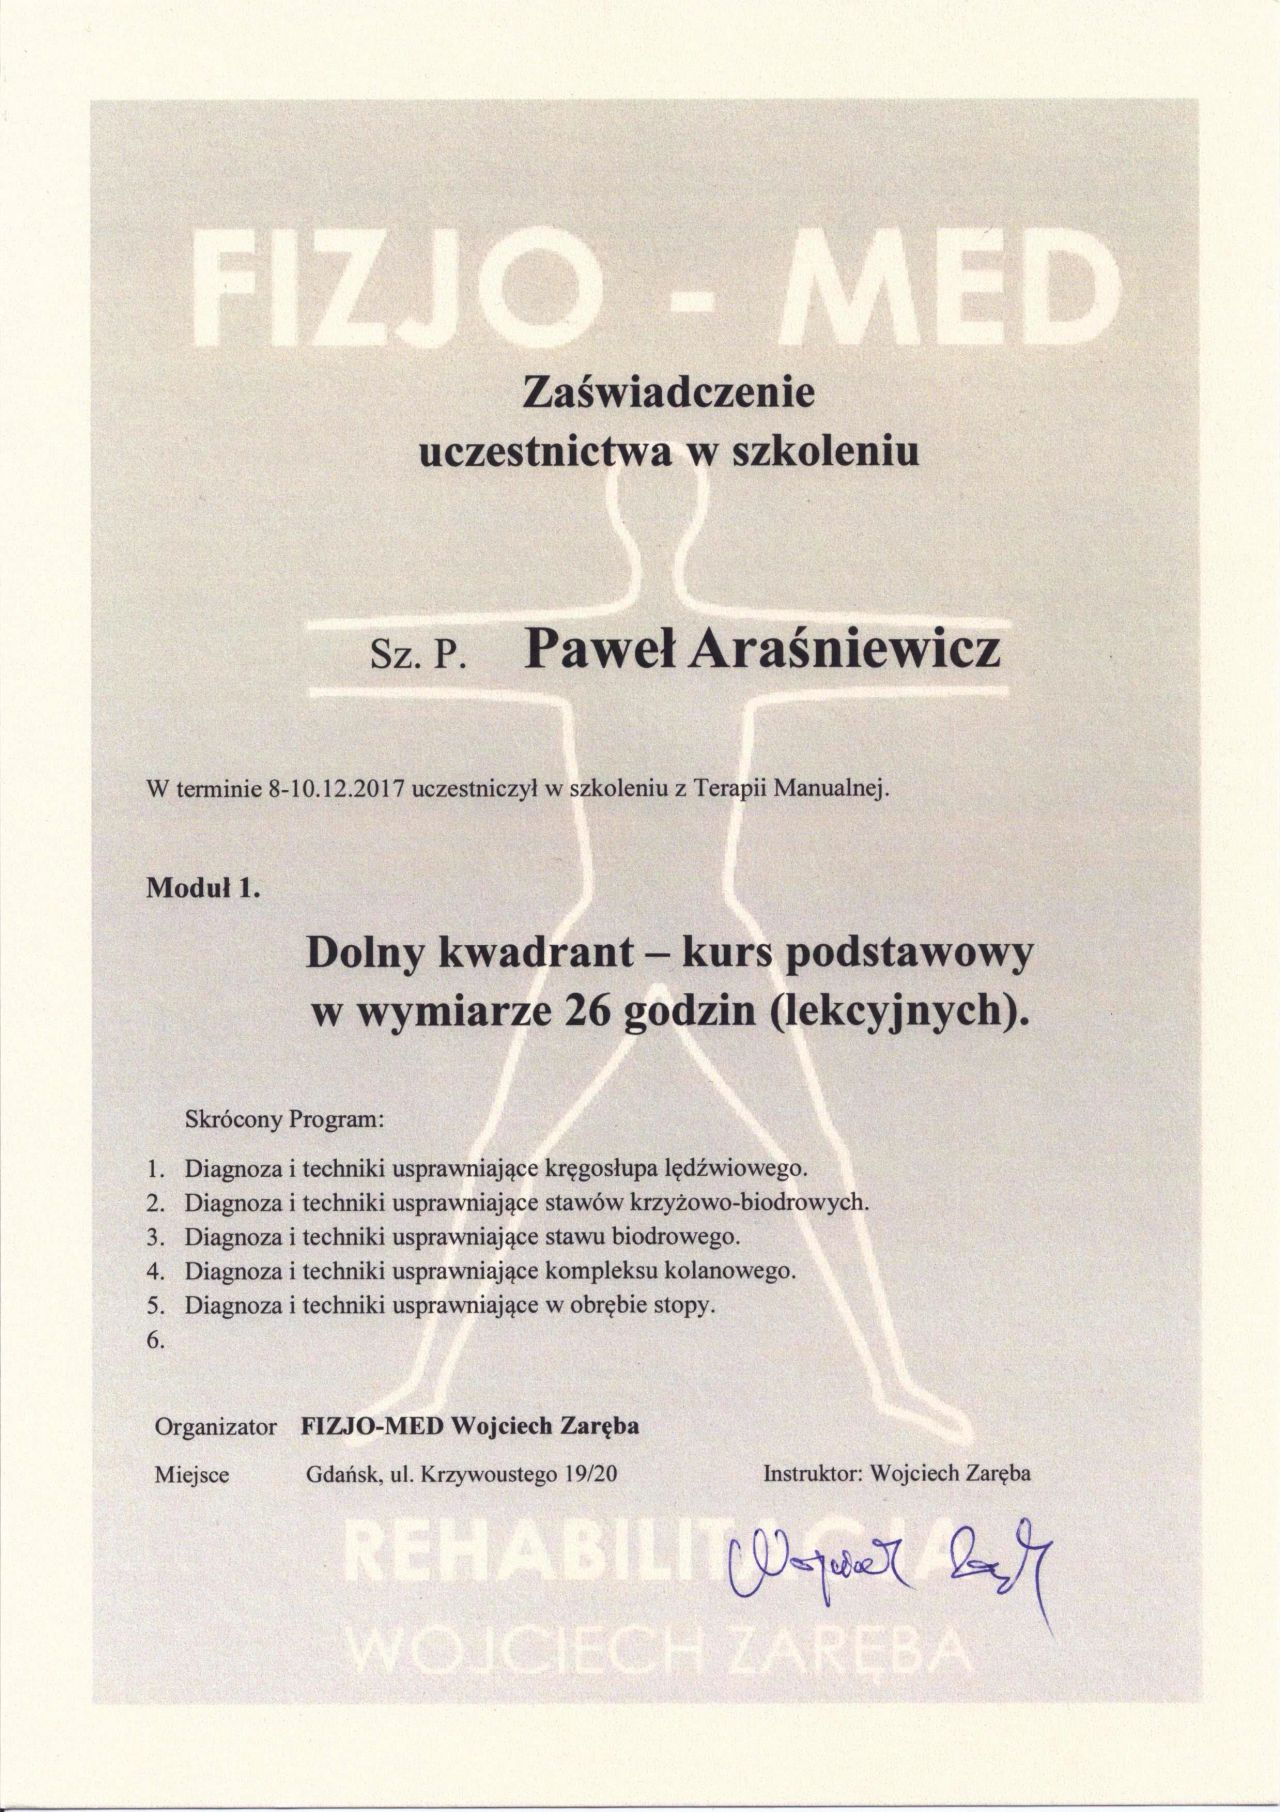 FIZJO - MED
Zaświadczenie
uczestnictwa w szkoleniu
Sz. P. Paweł Araśniewicz
W terminie 8-10.12.2017 uczestniczył w szkoleniu z Terapii Manualnej.
Moduł 1.
Dolny kwadrant – kurs podstawowy
w wymiarze 26 godzin (lekcyjnych).
Skrócony Program:
1. Diagnoza i techniki usprawniające kręgosłupa lędźwiowego.
2. Diagnoza i techniki usprawniające stawów krzyżowo-biodrowych.
3. Diagnoza i techniki usprawniające stawu biodrowego.
4. Diagnoza i techniki usprawniające kompleksu kolanowego.
5. Diagnoza i techniki usprawniające w obrębie stopy.
6.
Organizator FIZJO-MED Wojciech Zaręba
Miejsce Gdańsk, ul. Krzywoustego 19/20 Instruktor: Wojciech Zaręba
REHABILITACJA
Wojciech Zaręba
WOJCIECH ZARĘBA